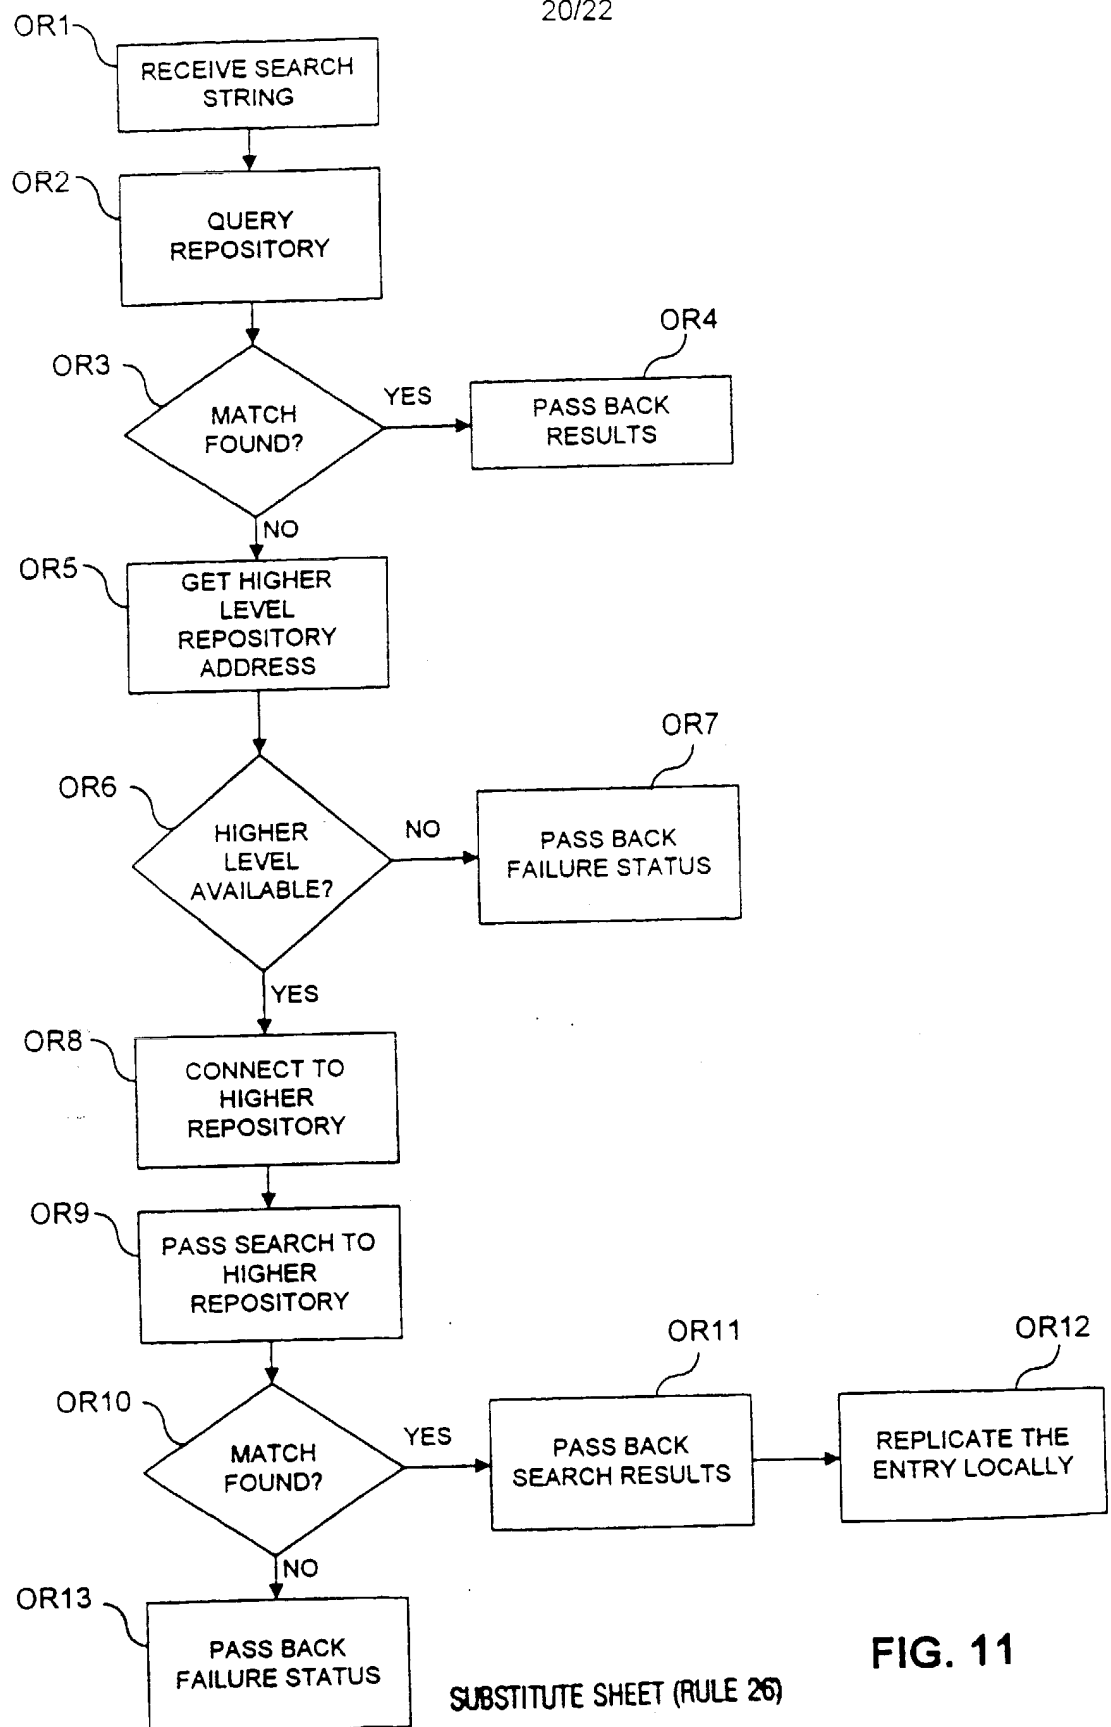 20/22
OR1
RECEIVE SEARCH
STRING
OR2
QUERY
REPOSITORY
OR3
MATCH
FOUND?
YES
OR4
PASS BACK
RESULTS
NO
OR5
GET HIGHER
LEVEL
REPOSITORY
ADDRESS
OR6
HIGHER
LEVEL
AVAILABLE?
NO
OR7
PASS BACK
FAILURE STATUS
YES
OR8
CONNECT TO
HIGHER
REPOSITORY
OR9
PASS SEARCH TO
HIGHER
REPOSITORY
OR10
MATCH
FOUND?
YES
OR11
PASS BACK
SEARCH RESULTS
OR12
REPLICATE THE
ENTRY LOCALLY
NO
OR13
PASS BACK
FAILURE STATUS
FIG. 11
SUBSTITUTE SHEET (RULE 26)